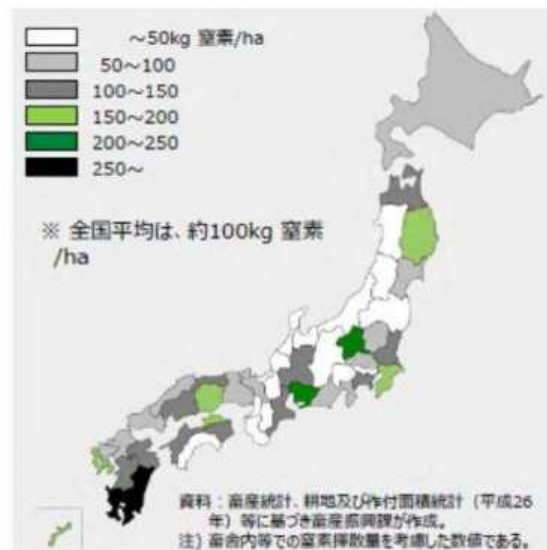 ～50kg 窒素/ha
50～100
100～150
150～200
200～250
250～
※ 全国平均は、約100kg 窒素
/ha
資料：畜産統計、耕地及び作付面積統計（平成26
年）等に基づき畜産振興課が作成。
注）畜舎内等での窒素揮散量を考慮した数値である。